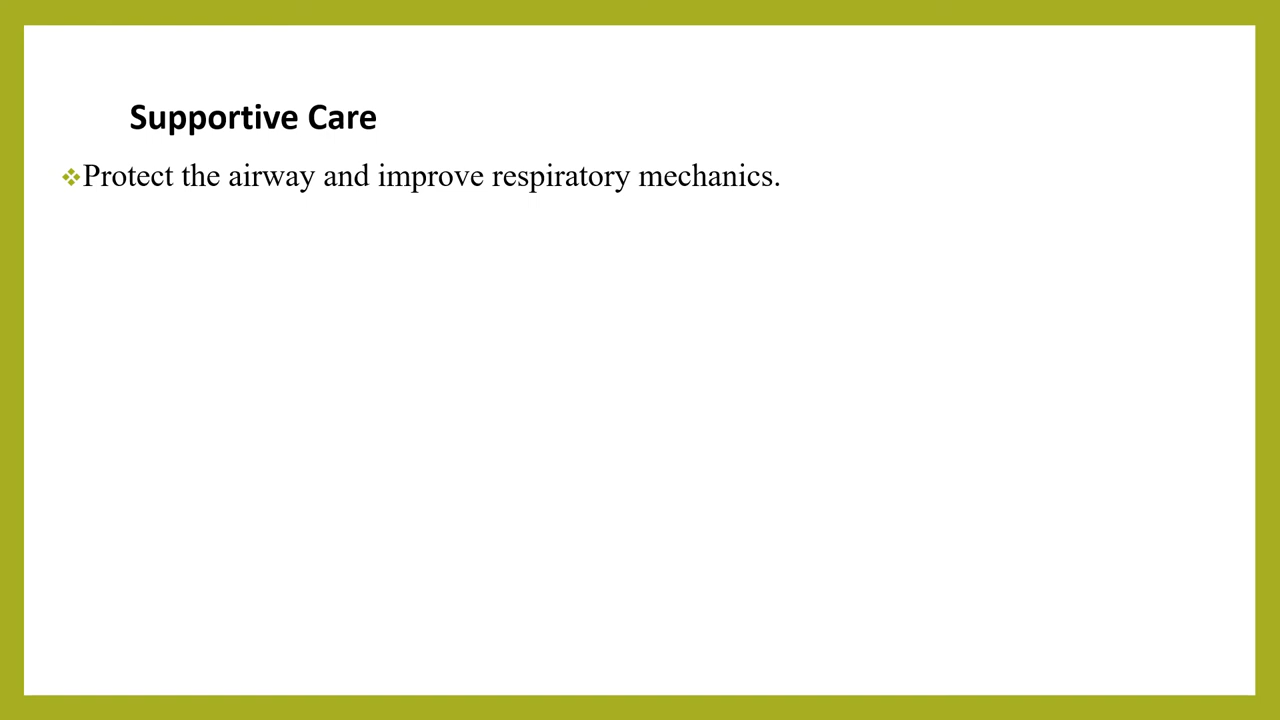 Supportive Care
❖Protect the airway and improve respiratory mechanics.